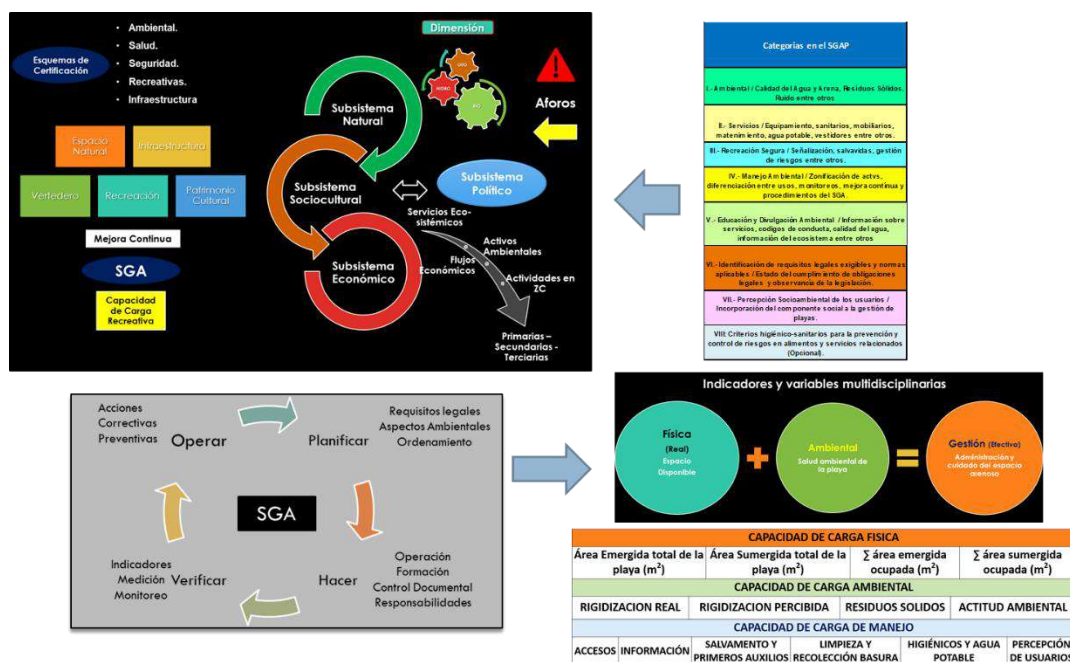 Esquemas de
Certificación
• Ambiental.
• Salud.
• Seguridad.
• Recreativas.
• Infraestructura
Espacio
Natural
Infraestructura
Vertedero
Recreación
Patrimonio
Cultural
Mejora Continua
SGA
Capacidad
de Carga
Recreativa
Dimensión
GEO
HIDRO
BIO
Subsistema
Natural
Subsistema
Sociocultural
Subsistema
Económico
Aforos
Subsistema
Político
Servicios Eco-
sistémicos
Activos
Ambientales
Flujos
Económicos
Actividades en
ZC
Primarias –
Secundarias -
Terciarias
Categorias en el SGAP
I.- Ambiental / Calidad del Agua y Arena, Residuos Sólidos,
Ruido entre otros
II.- Servicios / Equipamiento, sanitarios, mobiliarios,
matenimiento, agua potable, vestidores entre otros.
III.- Recreación Segura / Señalización, salvavidas, gestión
de riesgos entre otros.
IV.- Manejo Ambiental / Zonificación de actvs,
diferenciación entre usos, monitoreos, mejora contínua y
procedimientos del SGA.
V.- Educación y Divulgación Ambiental / Información sobre
servicios, codigos de conducta, calidad del agua,
información del ecosistema entre otros
VI.- Identificación de requisitos legales exigibles y normas
aplicables / Estado del cumplimiento de obligaciones
legales y observancia de la legislación.
VII.- Percepción Socioambiental de los usuarios /
Incorporación del componente social a la gestión de
playas.
VIII: Criterios higiénico-sanitarios para la prevención y
control de riesgos en alimentos y servicios relacionados
(Opcional).
Acciones
Correctivas
Preventivas
Operar
Planificar
Requisitos legales
Aspectos Ambientales
Ordenamiento
SGA
Indicadores
Medición
Monitoreo
Verificar
Hacer
Operación
Formación
Control Documental
Responsabilidades
Indicadores y variables multidisciplinarias
Física
(Real)
Espacio
Disponible
+
Ambiental
Salud ambiental de
la playa
=
Gestión (Efectiva)
Administración y
cuidado del espacio
arenoso
CAPACIDAD DE CARGA FISICA
Área Emergida total de la
playa (m²)
Área Sumergida total de la
playa (m²)
∑ área emergida
ocupada (m²)
∑ área sumergida
ocupada (m²)
CAPACIDAD DE CARGA AMBIENTAL
RIGIDIZACION REAL
RIGIDIZACION PERCIBIDA
RESIDUOS SOLIDOS
ACTITUD AMBIENTAL
CAPACIDAD DE CARGA DE MANEJO
ACCESOS
INFORMACIÓN
SALVAMENTO Y
PRIMEROS AUXILIOS
LIMPIEZA Y
RECOLECCIÓN BASURA
HIGIÉNICOS Y AGUA
POTABLE
PERCEPCIÓN
DE USUARIOS